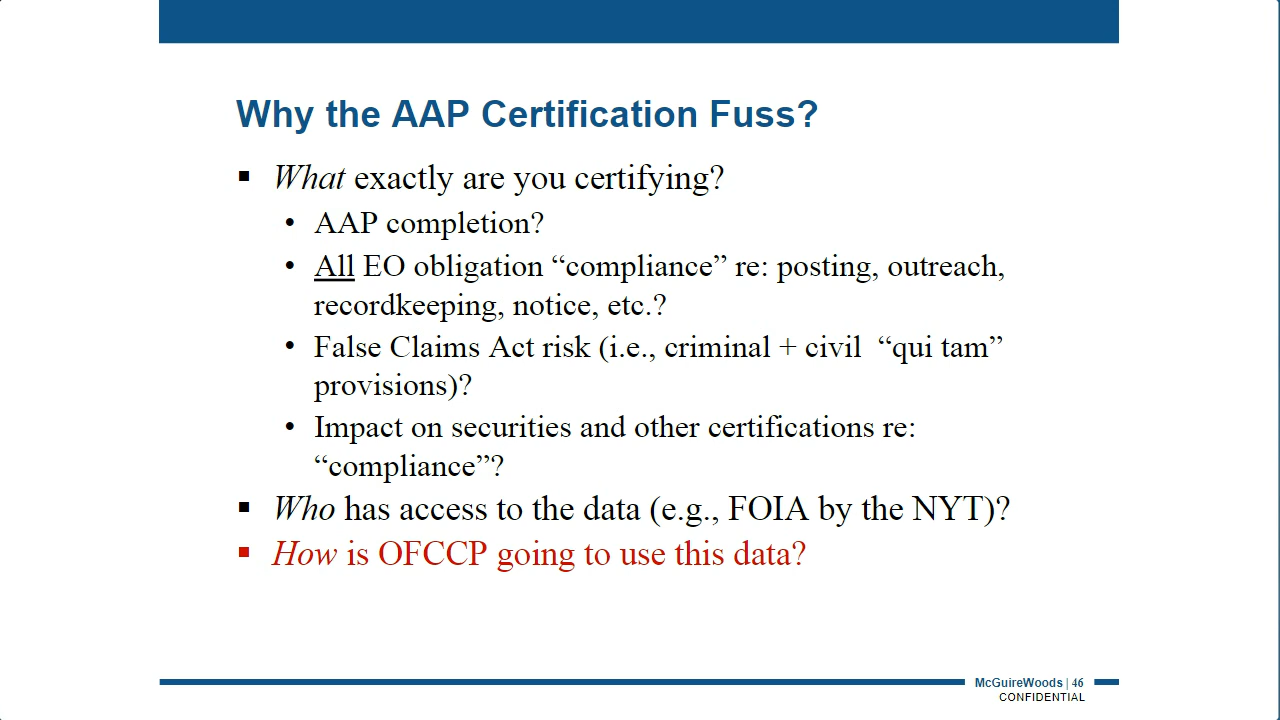 Why the AAP Certification Fuss?
▪ What exactly are you certifying?
• AAP completion?
• All EO obligation “compliance” re: posting, outreach,
recordkeeping, notice, etc.?
• False Claims Act risk (i.e., criminal + civil “qui tam”
provisions)?
• Impact on securities and other certifications re:
“compliance”?
▪ Who has access to the data (e.g., FOIA by the NYT)?
▪ How is OFCCP going to use this data?
McGuireWoods | 46
CONFIDENTIAL